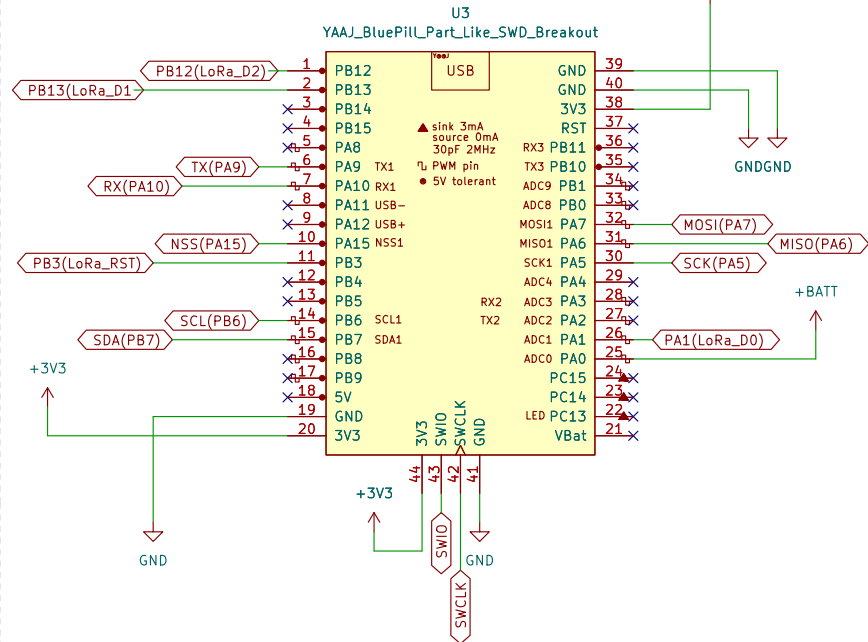 U3
YAAJ_BluePill_Part_Like_SWD_Breakout
YAAJ
USB
PB12(LoRa_D2) 1 PB12
PB13(LoRa_D1 2 PB13
3 PB14
4 PB15
5 PA8
TX(PA9) 6 PA9 TX1
RX(PA10) 7 PA10 RX1
8 PA11 USB-
9 PA12 USB+
NSS(PA15) 10 PA15 NSS1
PB3(LoRa_RST) 11 PB3
12 PB4
13 PB5
SCL(PB6) 14 PB6 SCL1
SDA(PB7) 15 PB7 SDA1
16 PB8
17 PB9
18 5V
19 GND
20 3V3
+3V3
GND
sink 3mA
source 0mA
30pF 2MHz
PWM pin
5V tolerant
GND 39
GND 40
3V3 38
RST 37
RX3 PB11 36
TX3 PB10 35
ADC9 PB1 34
ADC8 PB0 33
MOSI1 PA7 32 MOSI(PA7)
MISO1 PA6 31 MISO(PA6)
SCK1 PA5 30 SCK(PA5)
ADC4 PA4 29
RX2 ADC3 PA3 28
TX2 ADC2 PA2 27
ADC1 PA1 26 PA1(LoRa_D0)
ADC0 PA0 25
PC15 24
PC14 23
LED PC13 22
VBat 21
GNDGND
+BATT
3V3 44
SWIO 43
SWCLK 42
GND 41
+3V3
SWIO
SWCLK
GND